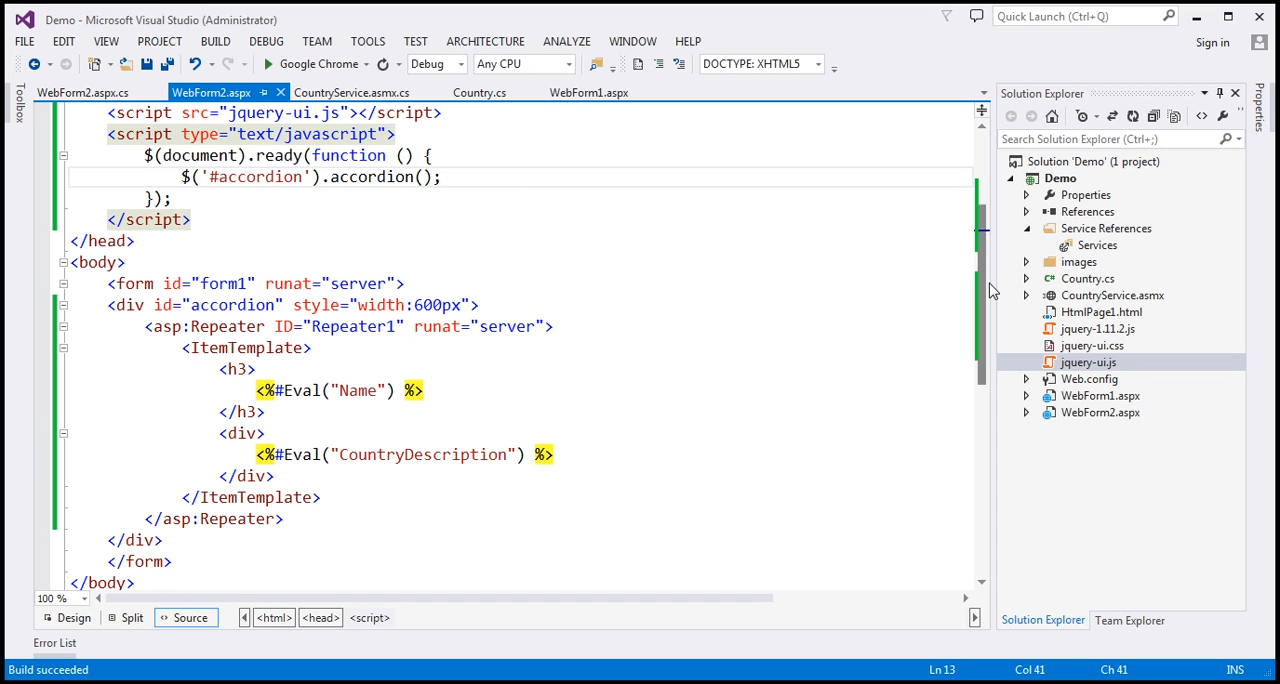 Demo - Microsoft Visual Studio (Administrator)
Quick Launch (Ctrl+Q)
FILE EDIT VIEW PROJECT BUILD DEBUG TEAM TOOLS TEST ARCHITECTURE ANALYZE WINDOW HELP
Sign in
Google Chrome Debug Any CPU DOCTYPE: XHTML5
Toolbox
WebForm2.aspx.cs WebForm2.aspx CountryService.asmx.cs Country.cs WebForm1.aspx
<script src="jquery-ui.js"></script>
<script type="text/javascript">
$(document).ready(function () {
$('#accordion').accordion();
});
</script>
</head>
<body>
<form id="form1" runat="server">
<div id="accordion" style="width:600px">
<asp:Repeater ID="Repeater1" runat="server">
<ItemTemplate>
<h3>
<%#Eval("Name") %>
</h3>
<div>
<%#Eval("CountryDescription") %>
</div>
</ItemTemplate>
</asp:Repeater>
</div>
</form>
</body>
100 %
Design Split Source <html> <head> <script>
Error List
Solution Explorer
Search Solution Explorer (Ctrl+;)
Solution 'Demo' (1 project)
Demo
Properties
References
Service References
Services
images
Country.cs
CountryService.asmx
HtmlPage1.html
jquery-1.11.2.js
jquery-ui.css
jquery-ui.js
Web.config
WebForm1.aspx
WebForm2.aspx
Solution Explorer Team Explorer
Properties
Build succeeded Ln 13 Col 41 Ch 41 INS